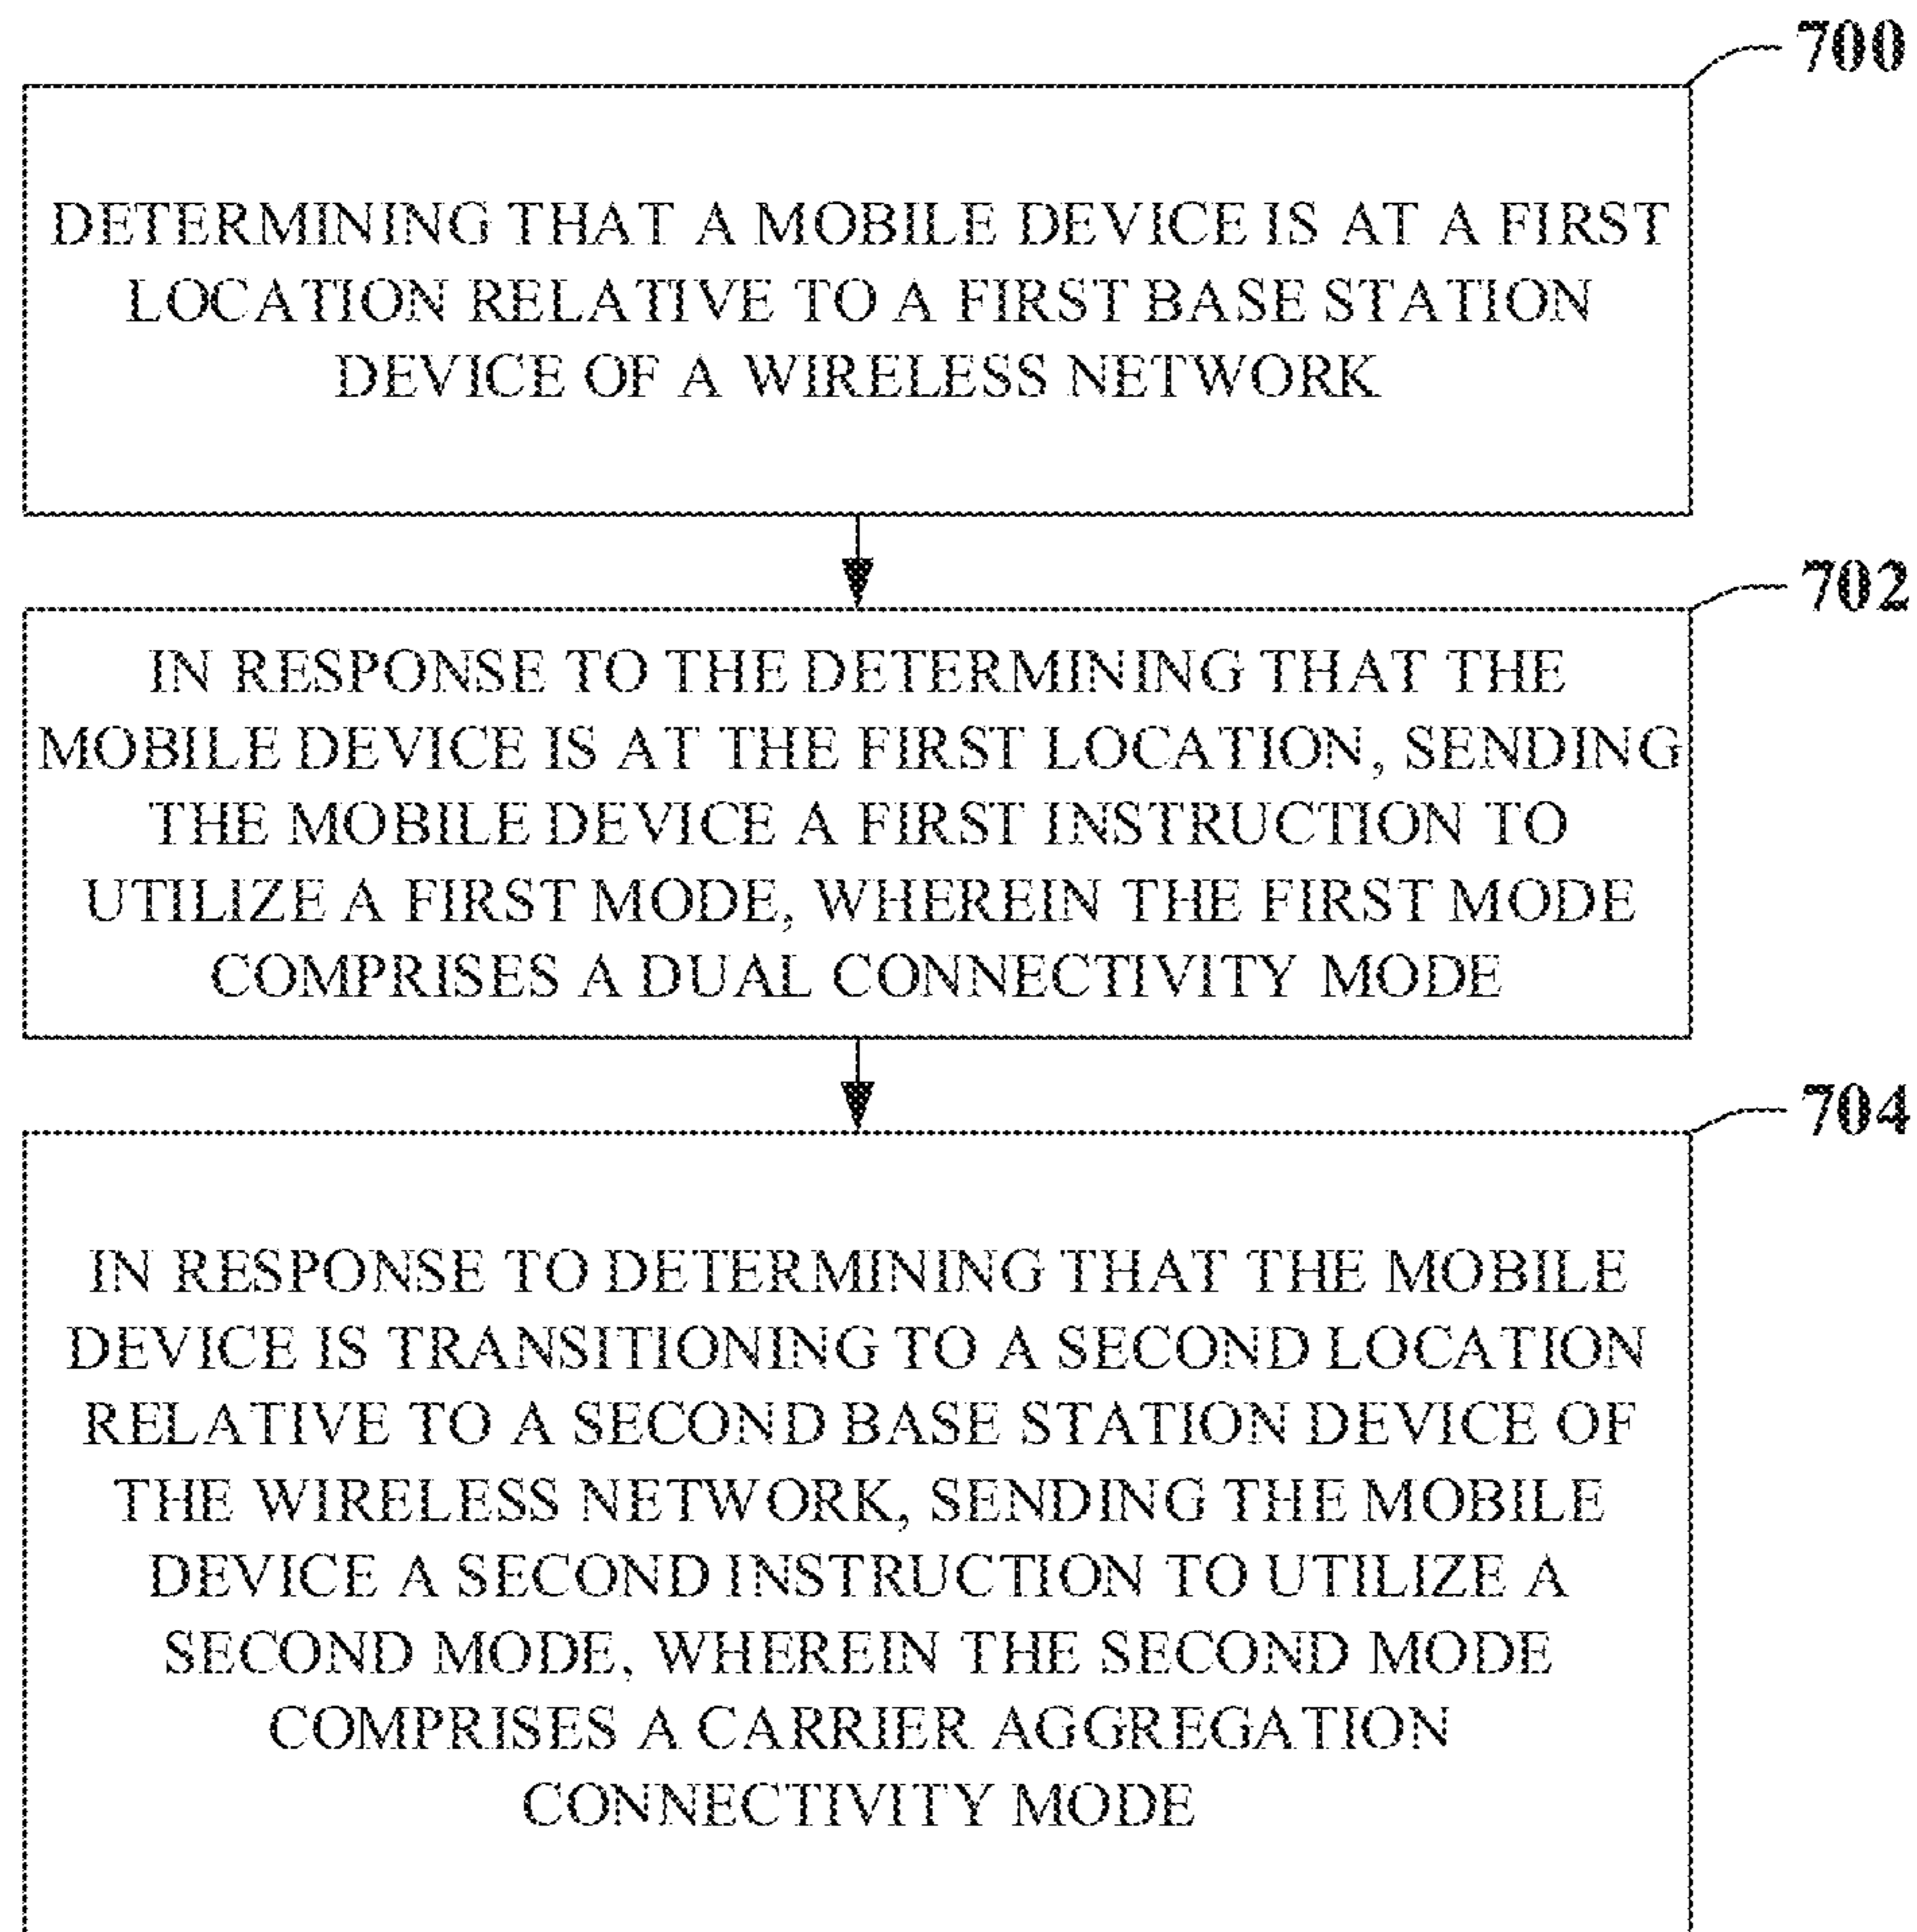 700
DETERMINING THAT A MOBILE DEVICE IS AT A FIRST
LOCATION RELATIVE TO A FIRST BASE STATION
DEVICE OF A WIRELESS NETWORK
702
IN RESPONSE TO THE DETERMINING THAT THE
MOBILE DEVICE IS AT THE FIRST LOCATION, SENDING
THE MOBILE DEVICE A FIRST INSTRUCTION TO
UTILIZE A FIRST MODE, WHEREIN THE FIRST MODE
COMPRISES A DUAL CONNECTIVITY MODE
704
IN RESPONSE TO DETERMINING THAT THE MOBILE
DEVICE IS TRANSITIONING TO A SECOND LOCATION
RELATIVE TO A SECOND BASE STATION DEVICE OF
THE WIRELESS NETWORK, SENDING THE MOBILE
DEVICE A SECOND INSTRUCTION TO UTILIZE A
SECOND MODE, WHEREIN THE SECOND MODE
COMPRISES A CARRIER AGGREGATION
CONNECTIVITY MODE